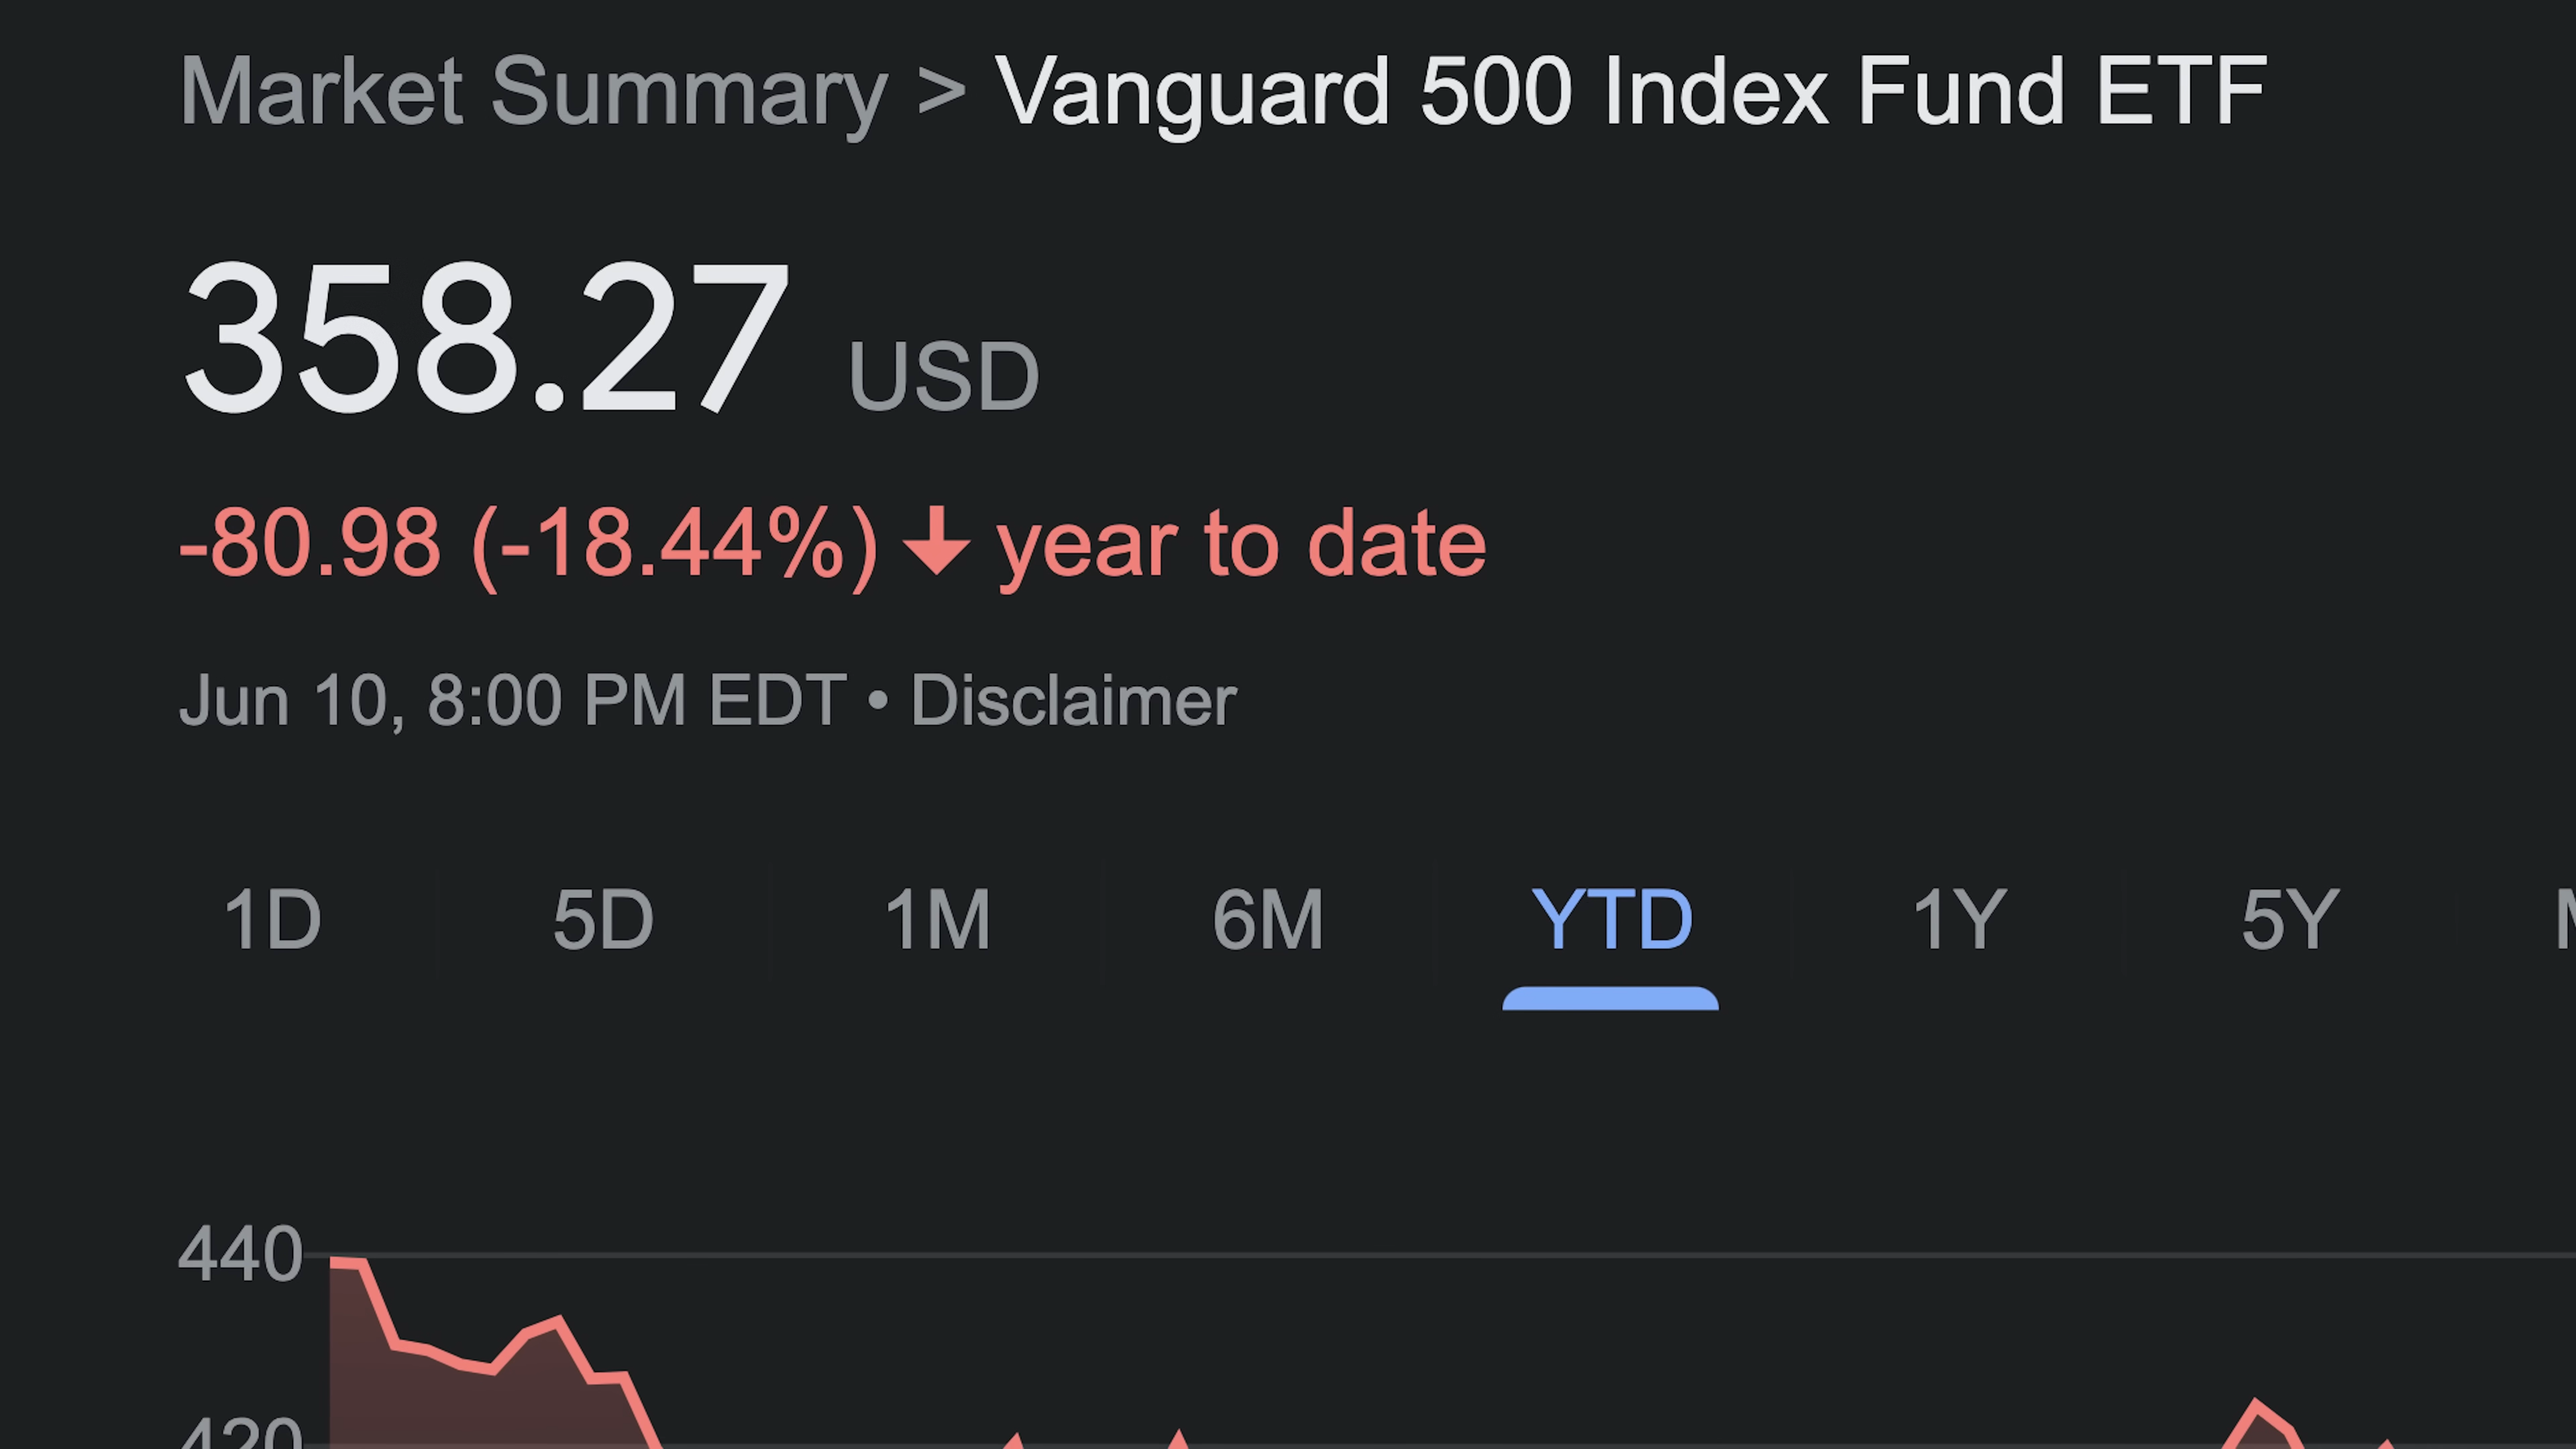 Market Summary > Vanguard 500 Index Fund ETF
358.27 USD
-80.98 (-18.44%) ↓ year to date
Jun 10, 8:00 PM EDT • Disclaimer
1D 5D 1M 6M YTD 1Y 5Y
440
420